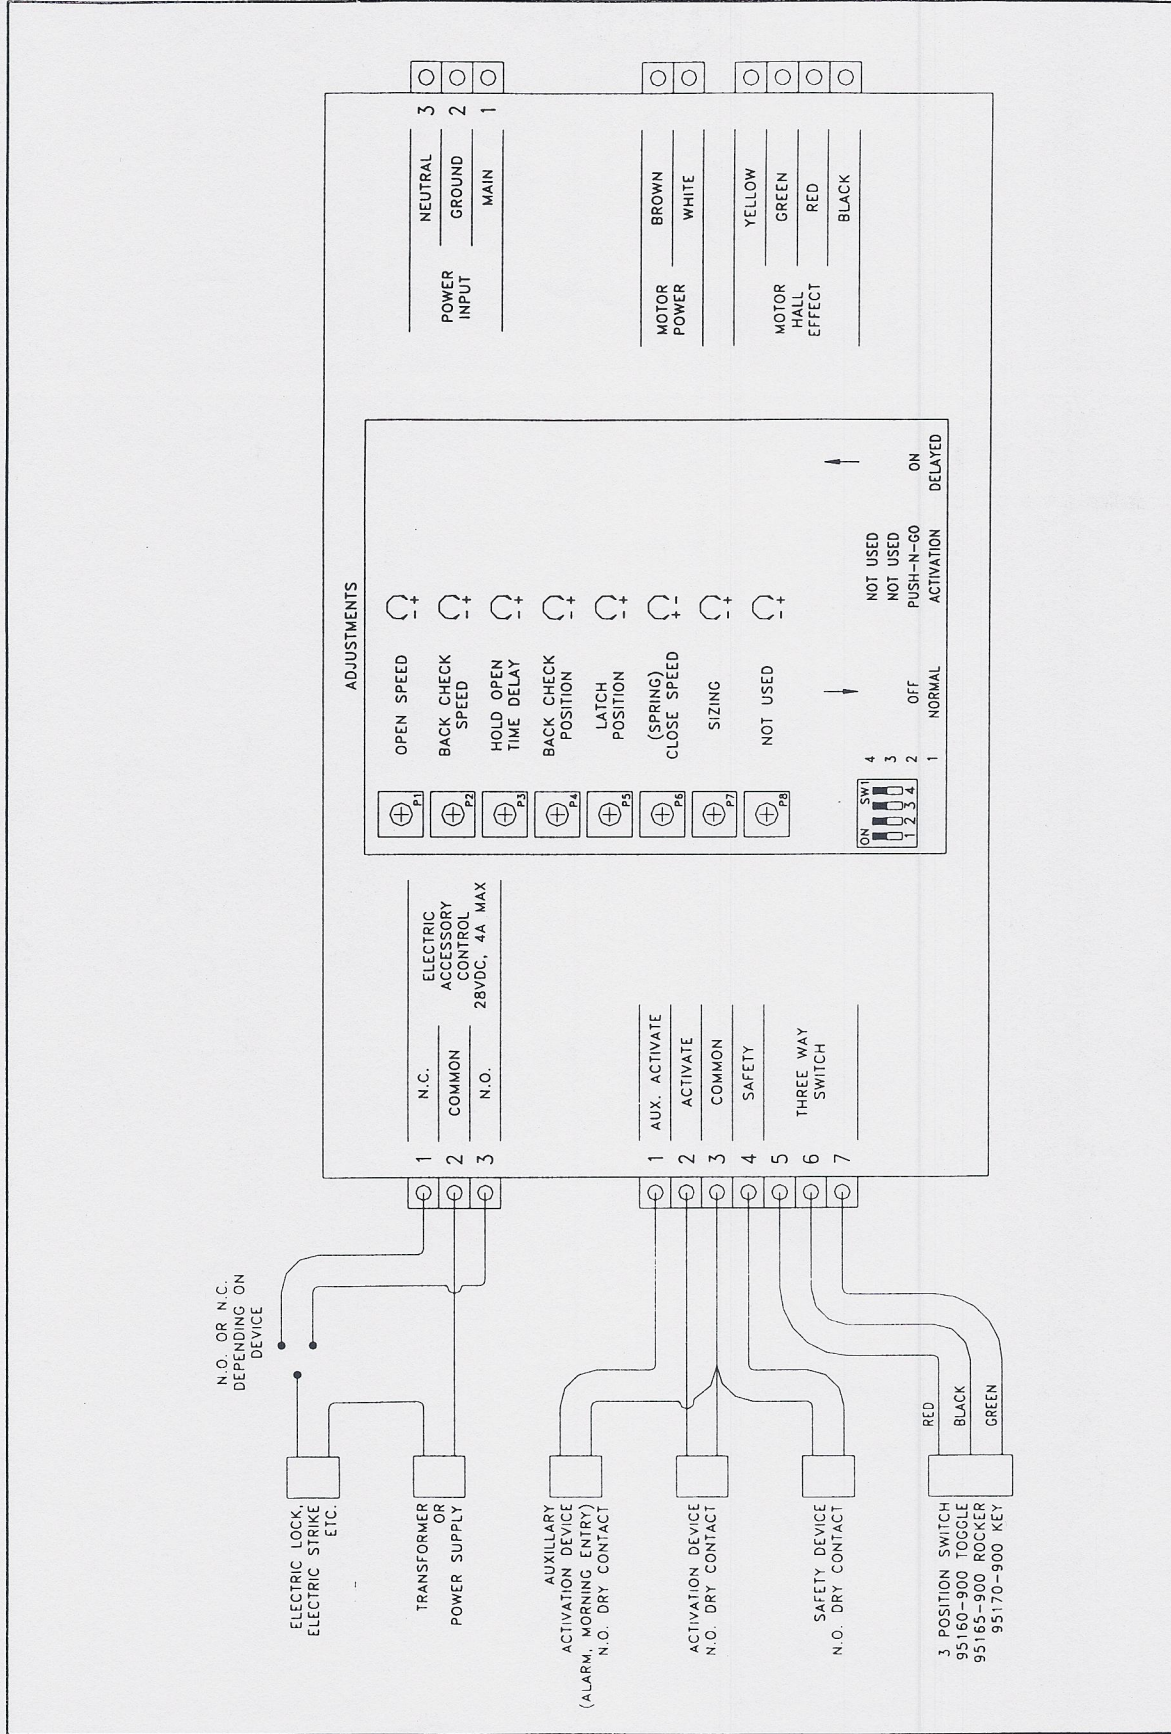 N.O. OR N.C.
DEPENDING ON
DEVICE
ELECTRIC LOCK,
ELECTRIC STRIKE
ETC.
TRANSFORMER
OR
POWER SUPPLY
AUXILLARY
ACTIVATION DEVICE
(ALARM, MORNING ENTRY)
N.O. DRY CONTACT
ACTIVATION DEVICE
N.O. DRY CONTACT
SAFETY DEVICE
N.O. DRY CONTACT
3 POSITION SWITCH
95160-900 TOGGLE
95165-900 ROCKER
95170-900 KEY
RED
BLACK
GREEN
1 N.C.
2 COMMON
3 N.O.
ELECTRIC
ACCESSORY
CONTROL
28VDC, 4A MAX
1 AUX. ACTIVATE
2 ACTIVATE
3 COMMON
4 SAFETY
5
6
7
THREE WAY
SWITCH
ADJUSTMENTS
P1 OPEN SPEED - +
P2 BACK CHECK
SPEED - +
P3 HOLD OPEN
TIME DELAY - +
P4 BACK CHECK
POSITION - +
P5 LATCH
POSITION - +
P6 (SPRING)
CLOSE SPEED + -
P7 SIZING - +
P8 NOT USED - +
ON SW1
1 2 3 4
4 NOT USED
3 NOT USED
2 OFF PUSH-N-GO ON
1 NORMAL ACTIVATION DELAYED
POWER
INPUT
NEUTRAL 3
GROUND 2
MAIN 1
MOTOR
POWER
BROWN
WHITE
MOTOR
HALL
EFFECT
YELLOW
GREEN
RED
BLACK